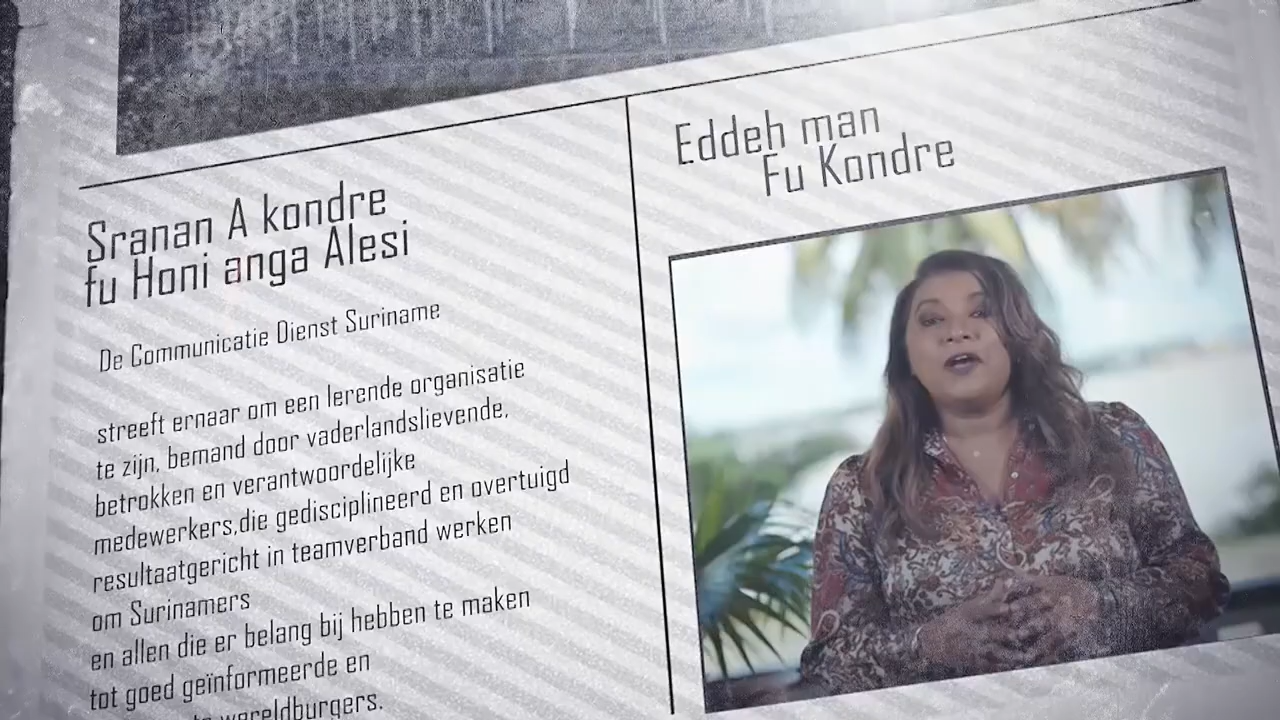 Sranan A kondre
fu Honi anga Alesi
De Communicatie Dienst Suriname
streeft ernaar om een lerende organisatie
te zijn, bemand door vaderlandslievende,
betrokken en verantwoordelijke
medewerkers,die gedisciplineerd en overtuigd
resultaatgericht in teamverband werken
om Surinamers
en allen die er belang bij hebben te maken
tot goed geïnformeerde en
wereldburgers.
Eddeh man
Fu Kondre